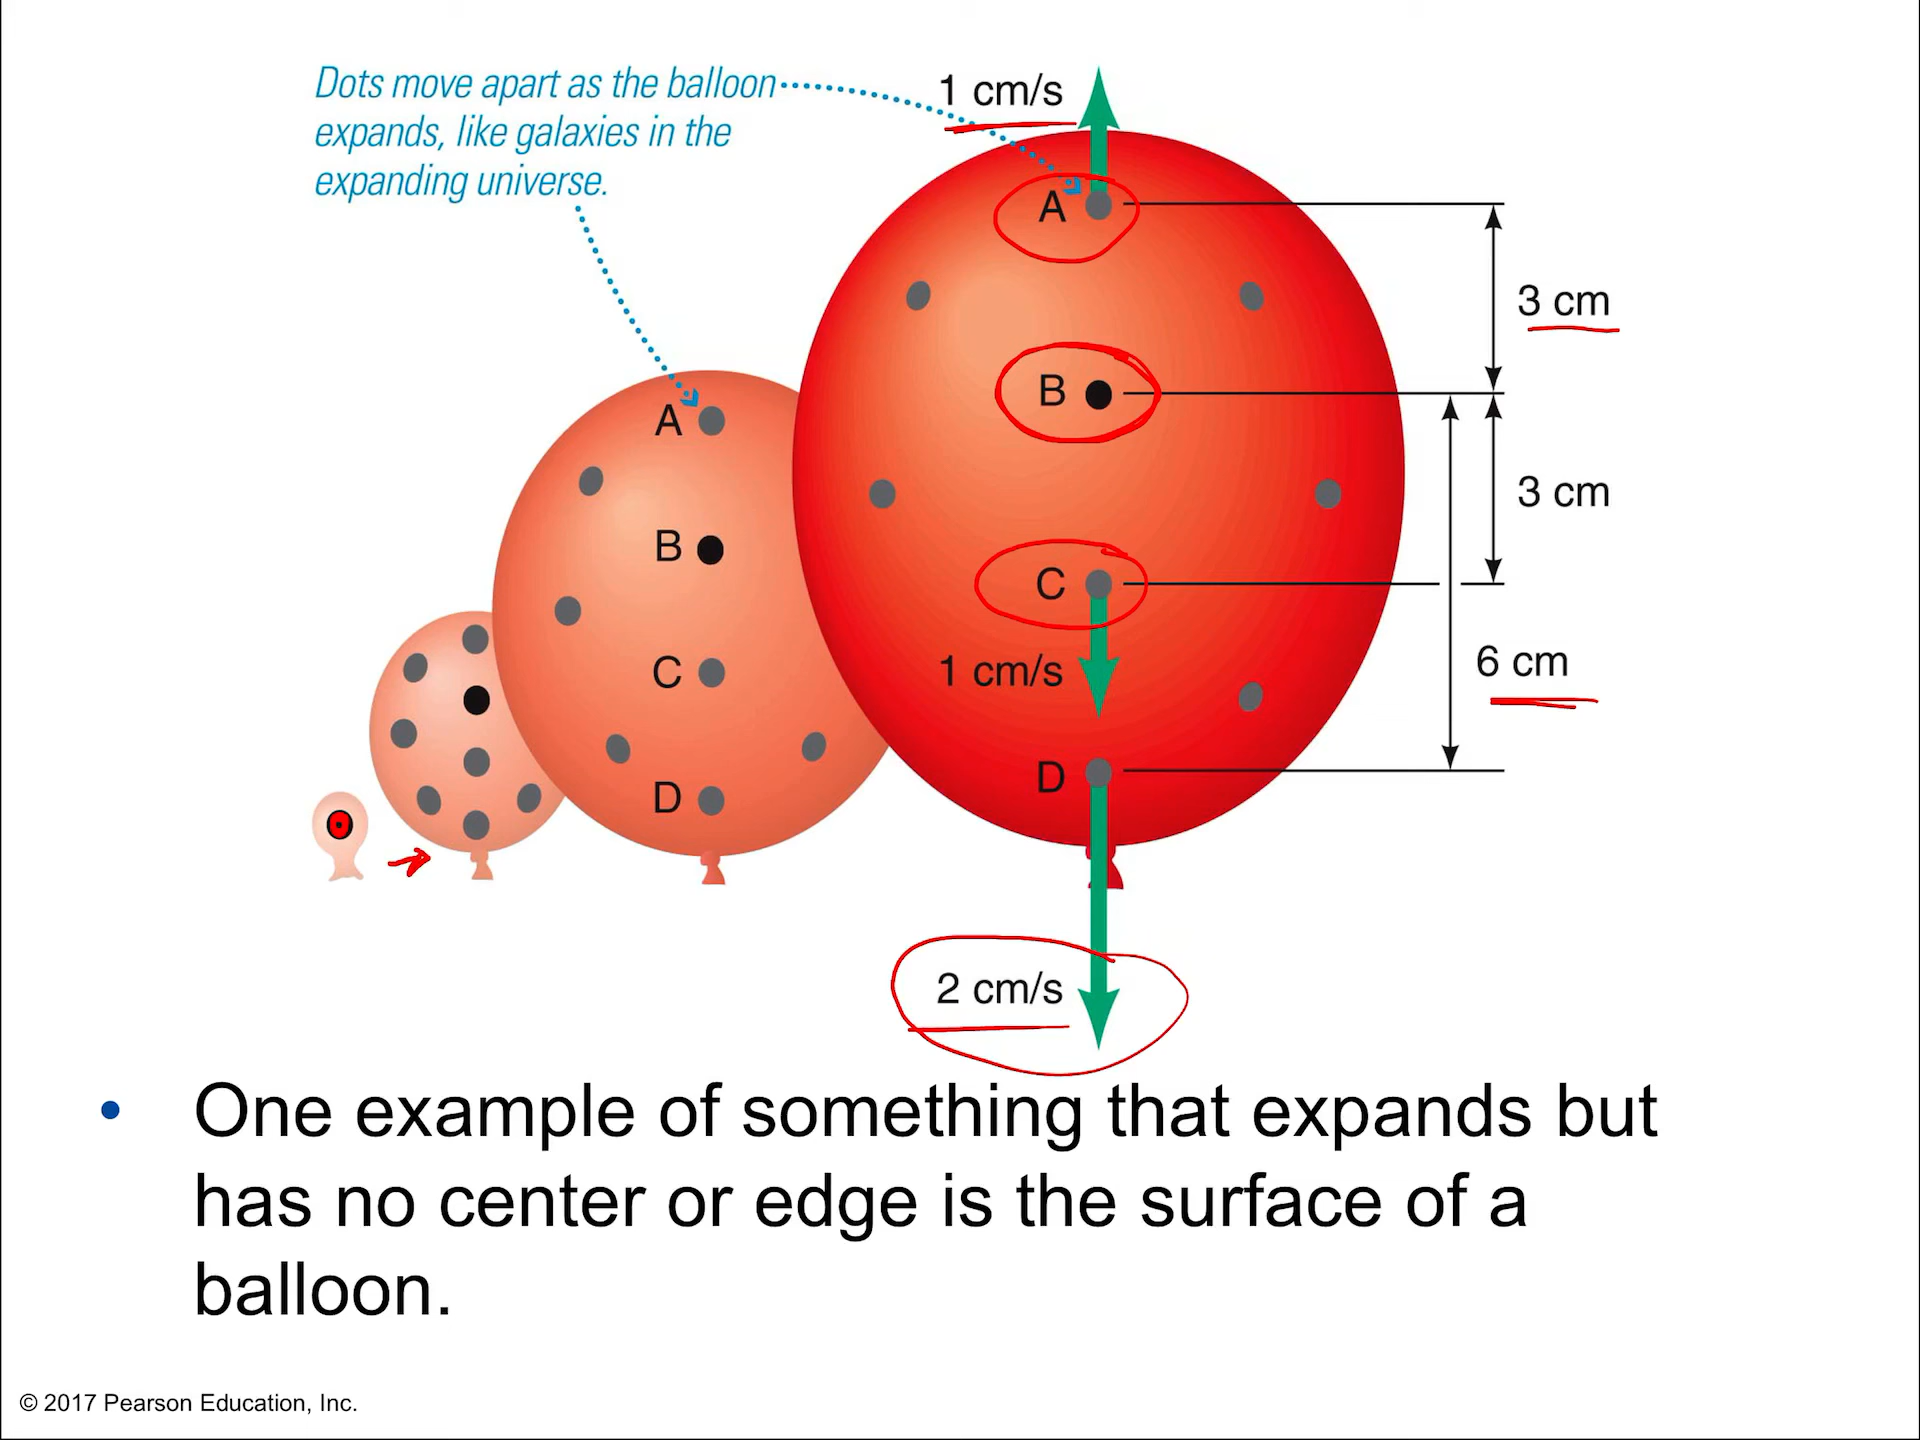 Dots move apart as the balloon
expands, like galaxies in the
expanding universe.
1 cm/s
A
3 cm
B
A
3 cm
B
C
1 cm/s
6 cm
C
D
D
2 cm/s
• One example of something that expands but
has no center or edge is the surface of a
balloon.
© 2017 Pearson Education, Inc.